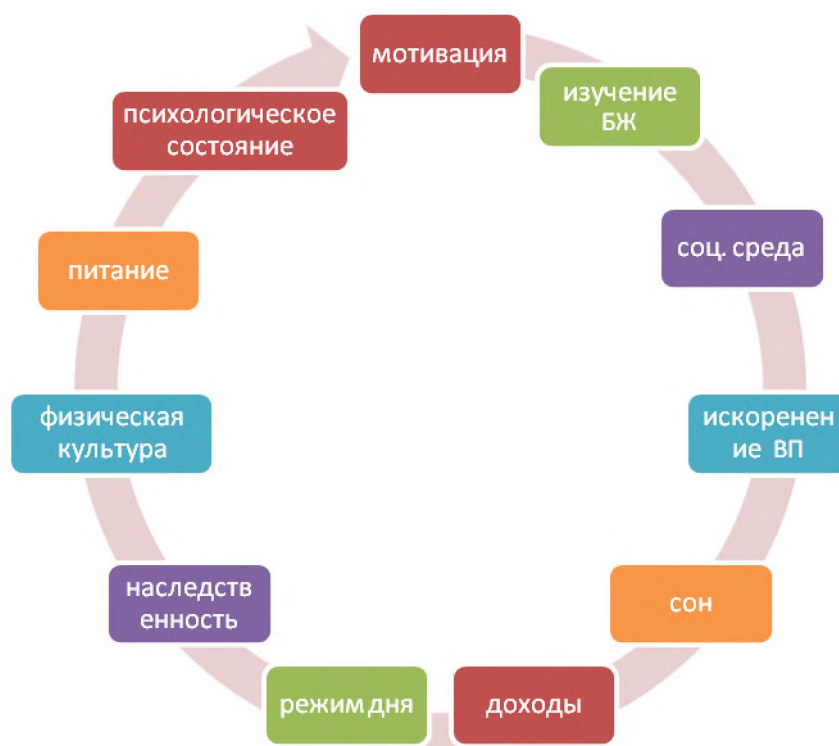 мотивация
изучение
БЖ
соц. среда
искоренен
ие ВП
сон
доходы
режим дня
наследств
енность
физическая
культура
питание
психологическое
состояние